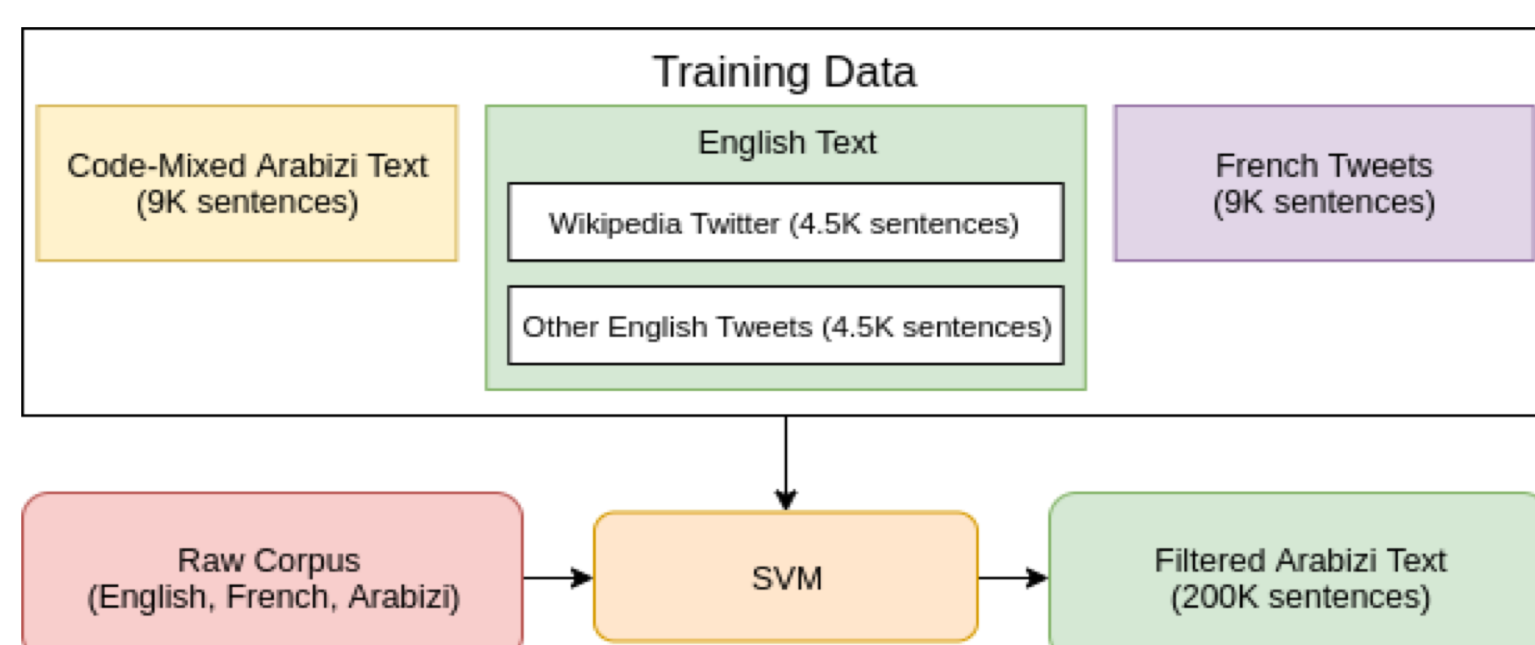 Training Data
Code-Mixed Arabizi Text
(9K sentences)
English Text
Wikipedia Twitter (4.5K sentences)
Other English Tweets (4.5K sentences)
French Tweets
(9K sentences)
Raw Corpus
(English, French, Arabizi)
SVM
Filtered Arabizi Text
(200K sentences)